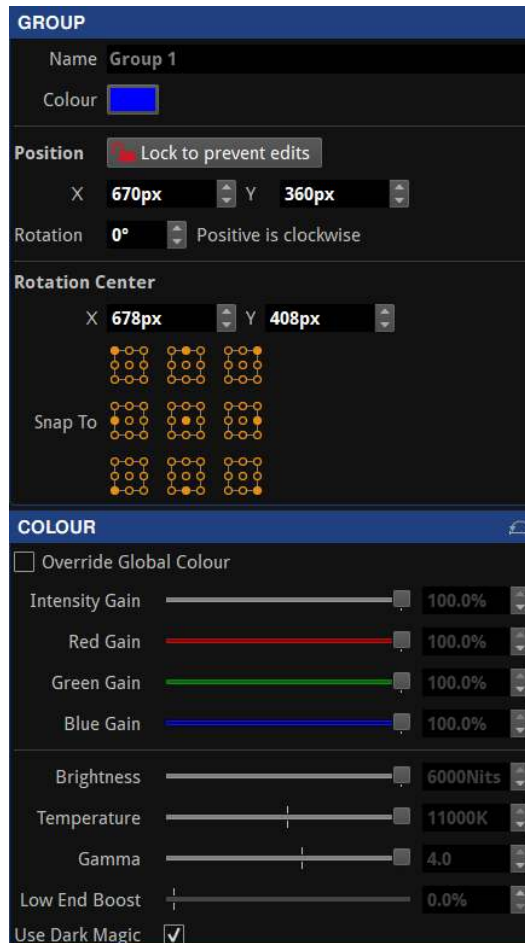 GROUP
Name Group 1
Colour
Position Lock to prevent edits
X 670px Y 360px
Rotation 0° Positive is clockwise
Rotation Center
X 678px Y 408px
Snap To
COLOUR
Override Global Colour
Intensity Gain 100.0%
Red Gain 100.0%
Green Gain 100.0%
Blue Gain 100.0%
Brightness 6000Nits
Temperature 11000K
Gamma 4.0
Low End Boost 0.0%
Use Dark Magic